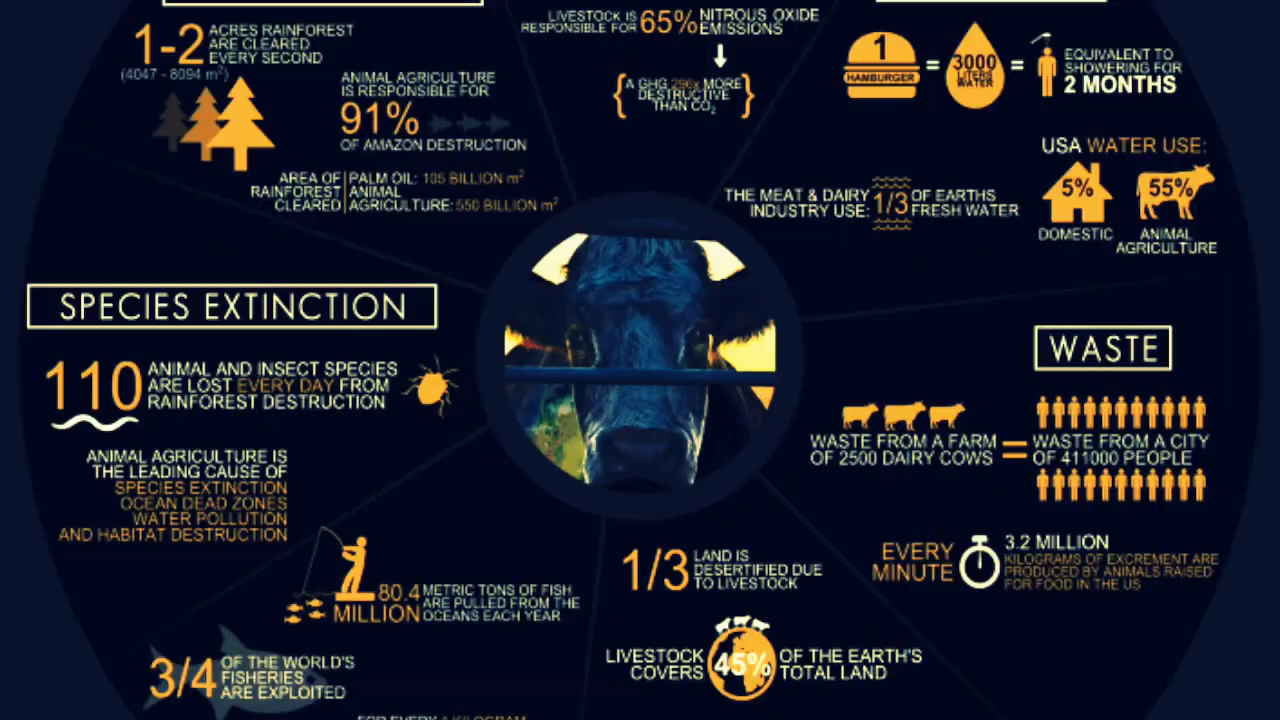 1-2 ACRES RAINFOREST
ARE CLEARED
EVERY SECOND
(4047 - 8094 m²)
ANIMAL AGRICULTURE
IS RESPONSIBLE FOR
91%
OF AMAZON DESTRUCTION
AREA OF RAINFOREST CLEARED
PALM OIL: 105 BILLION m²
ANIMAL
AGRICULTURE: 550 BILLION m²
LIVESTOCK IS
RESPONSIBLE FOR
65%
NITROUS OXIDE
EMISSIONS
A GHG 296x MORE
DESTRUCTIVE
THAN CO₂
1
HAMBURGER
=
3000
LITERS
WATER
=
EQUIVALENT TO
SHOWERING FOR
2 MONTHS
USA WATER USE:
5%
DOMESTIC
55%
ANIMAL
AGRICULTURE
THE MEAT & DAIRY
INDUSTRY USE:
1/3
OF EARTHS
FRESH WATER
SPECIES EXTINCTION
110
ANIMAL AND INSECT SPECIES
ARE LOST EVERY DAY FROM
RAINFOREST DESTRUCTION
ANIMAL AGRICULTURE IS
THE LEADING CAUSE OF
SPECIES EXTINCTION
OCEAN DEAD ZONES
WATER POLLUTION
AND HABITAT DESTRUCTION
80.4
MILLION
METRIC TONS OF FISH
ARE PULLED FROM THE
OCEANS EACH YEAR
3/4
OF THE WORLD'S
FISHERIES
ARE EXPLOITED
FOR EVERY 1 KILOGRAM
WASTE
WASTE FROM A FARM
OF 2500 DAIRY COWS
=
WASTE FROM A CITY
OF 411000 PEOPLE
EVERY
MINUTE
3.2 MILLION
KILOGRAMS OF EXCREMENT ARE
PRODUCED BY ANIMALS RAISED
FOR FOOD IN THE US
1/3
LAND IS
DESERTIFIED DUE
TO LIVESTOCK
LIVESTOCK
COVERS
45%
OF THE EARTH'S
TOTAL LAND